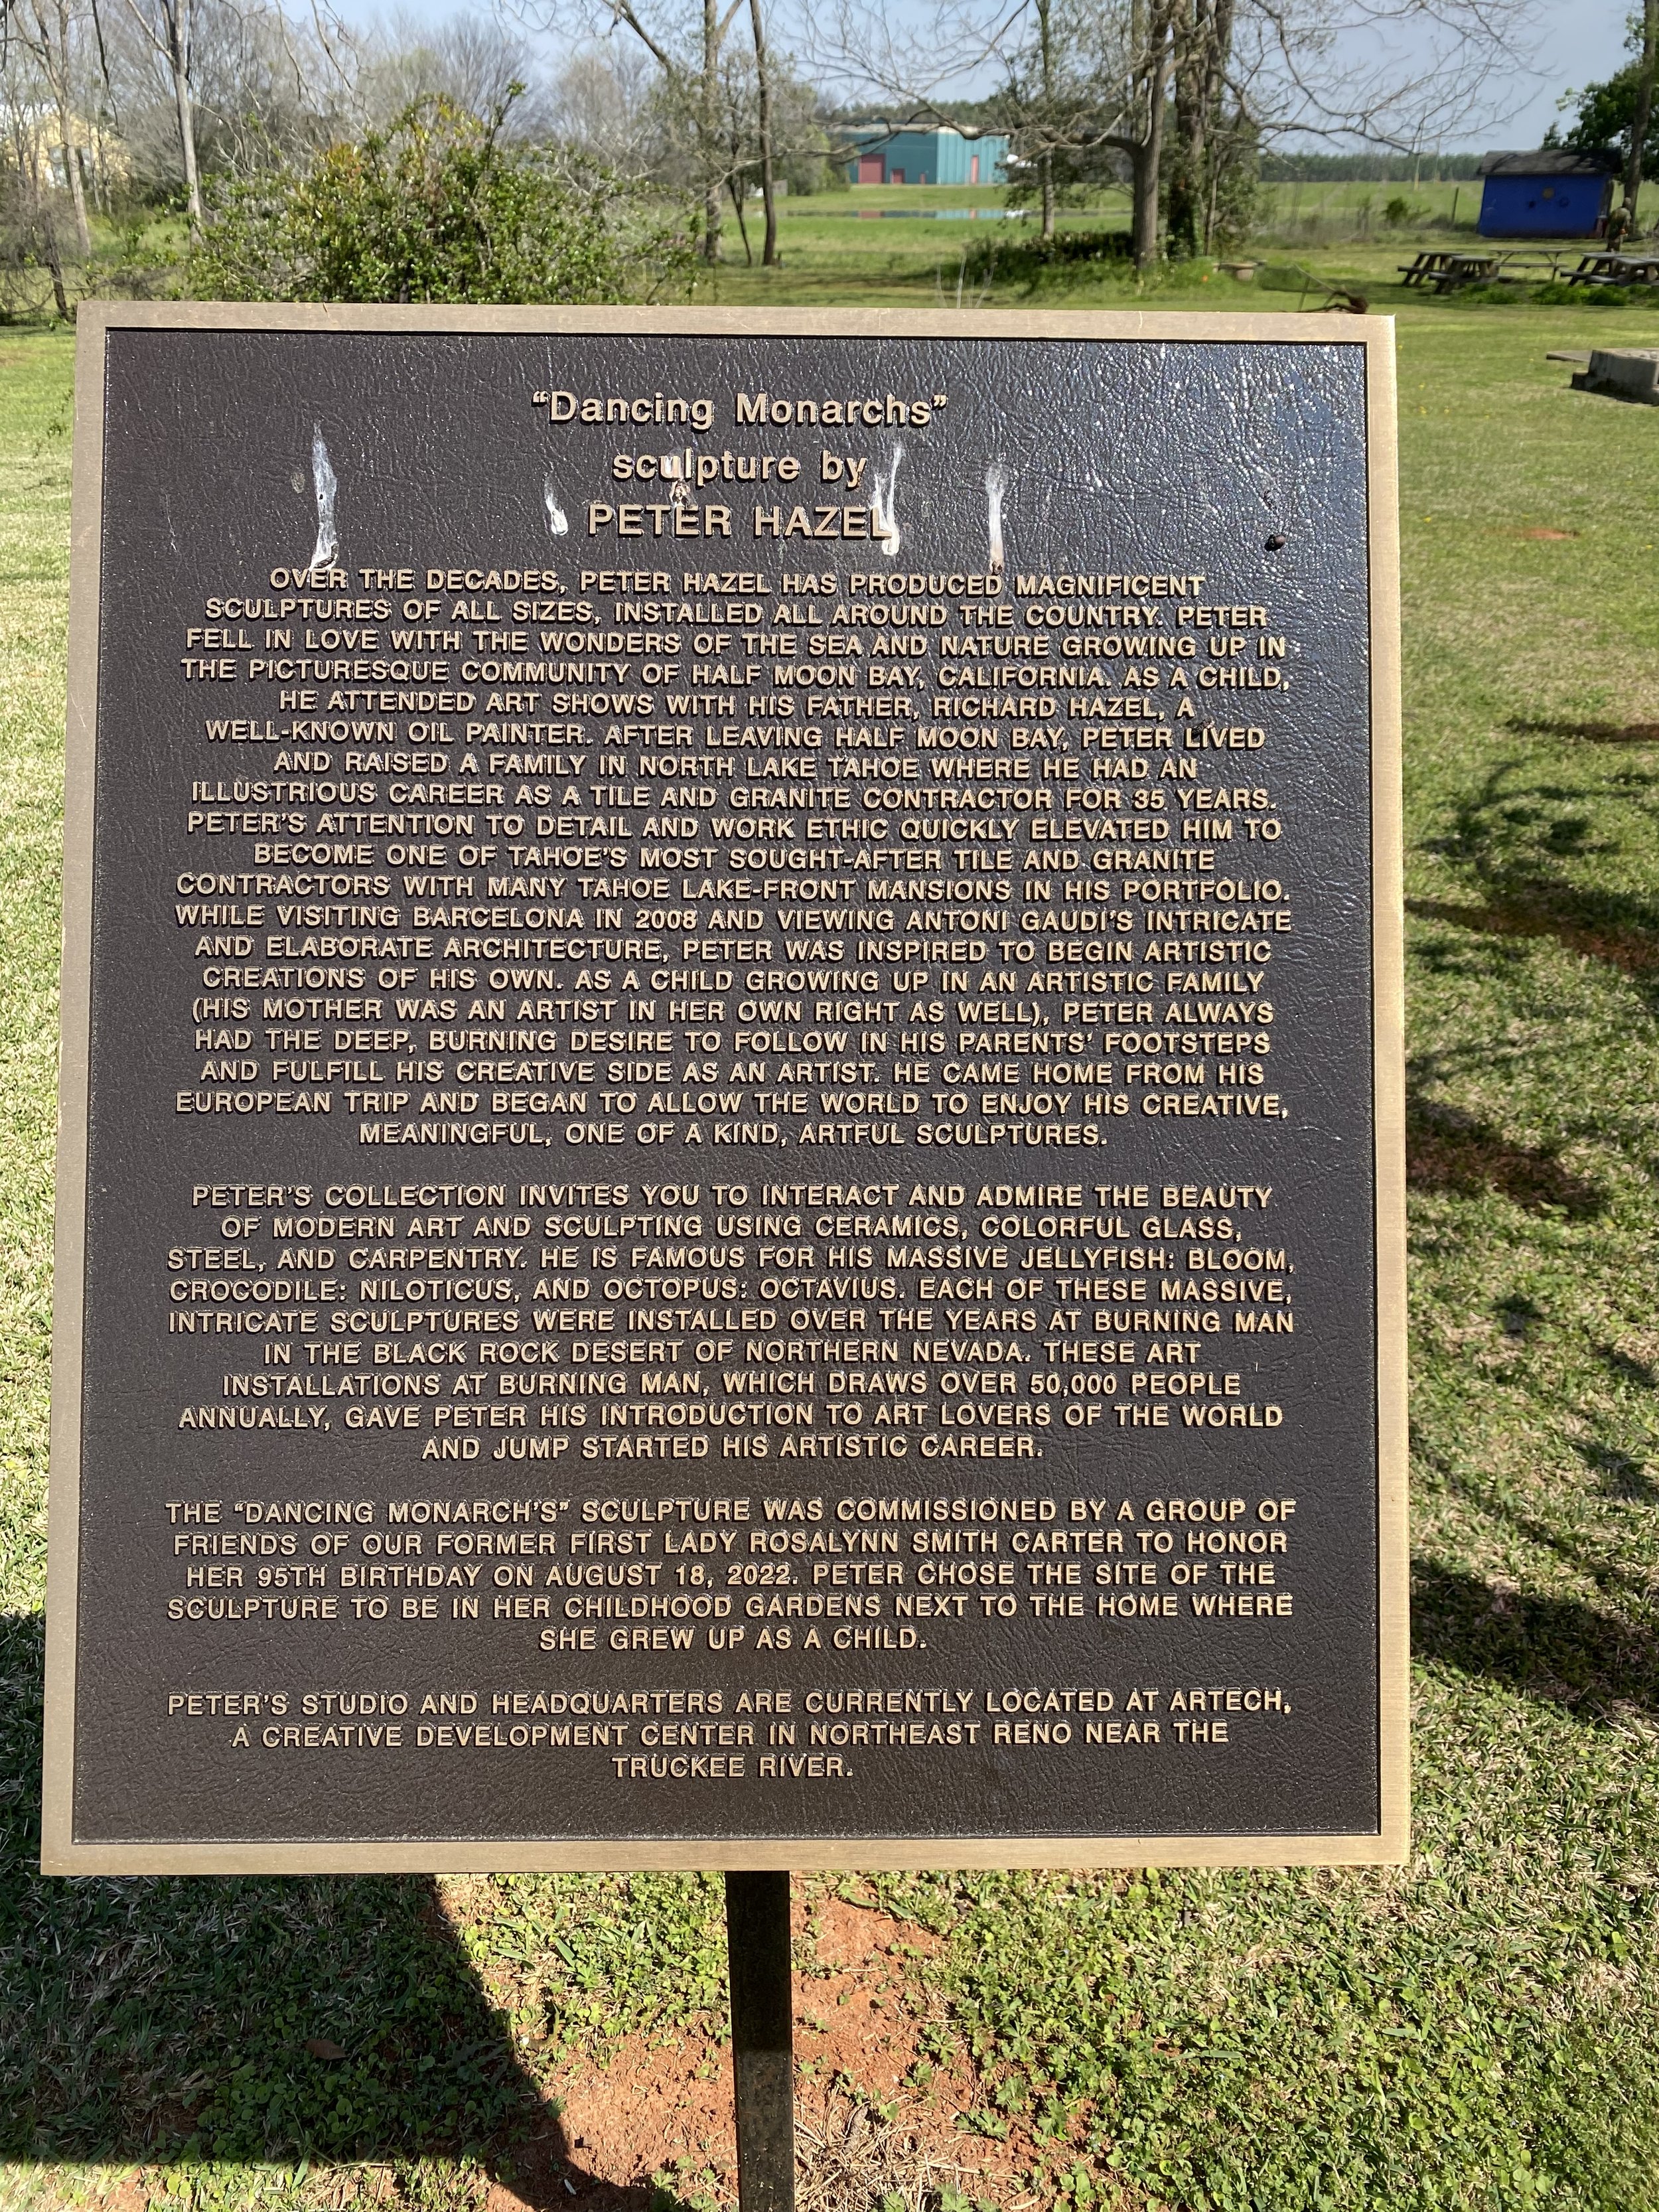 “Dancing Monarchs”
sculpture by
PETER HAZEL
OVER THE DECADES, PETER HAZEL HAS PRODUCED MAGNIFICENT
SCULPTURES OF ALL SIZES, INSTALLED ALL AROUND THE COUNTRY. PETER
FELL IN LOVE WITH THE WONDERS OF THE SEA AND NATURE GROWING UP IN
THE PICTURESQUE COMMUNITY OF HALF MOON BAY, CALIFORNIA. AS A CHILD,
HE ATTENDED ART SHOWS WITH HIS FATHER, RICHARD HAZEL, A
WELL-KNOWN OIL PAINTER. AFTER LEAVING HALF MOON BAY, PETER LIVED
AND RAISED A FAMILY IN NORTH LAKE TAHOE WHERE HE HAD AN
ILLUSTRIOUS CAREER AS A TILE AND GRANITE CONTRACTOR FOR 35 YEARS.
PETER’S ATTENTION TO DETAIL AND WORK ETHIC QUICKLY ELEVATED HIM TO
BECOME ONE OF TAHOE’S MOST SOUGHT-AFTER TILE AND GRANITE
CONTRACTORS WITH MANY TAHOE LAKE-FRONT MANSIONS IN HIS PORTFOLIO.
WHILE VISITING BARCELONA IN 2008 AND VIEWING ANTONI GAUDI’S INTRICATE
AND ELABORATE ARCHITECTURE, PETER WAS INSPIRED TO BEGIN ARTISTIC
CREATIONS OF HIS OWN. AS A CHILD GROWING UP IN AN ARTISTIC FAMILY
(HIS MOTHER WAS AN ARTIST IN HER OWN RIGHT AS WELL), PETER ALWAYS
HAD THE DEEP, BURNING DESIRE TO FOLLOW IN HIS PARENTS’ FOOTSTEPS
AND FULFILL HIS CREATIVE SIDE AS AN ARTIST. HE CAME HOME FROM HIS
EUROPEAN TRIP AND BEGAN TO ALLOW THE WORLD TO ENJOY HIS CREATIVE,
MEANINGFUL, ONE OF A KIND, ARTFUL SCULPTURES.
PETER’S COLLECTION INVITES YOU TO INTERACT AND ADMIRE THE BEAUTY
OF MODERN ART AND SCULPTING USING CERAMICS, COLORFUL GLASS,
STEEL, AND CARPENTRY. HE IS FAMOUS FOR HIS MASSIVE JELLYFISH: BLOOM,
CROCODILE: NILOTICUS, AND OCTOPUS: OCTAVIUS. EACH OF THESE MASSIVE,
INTRICATE SCULPTURES WERE INSTALLED OVER THE YEARS AT BURNING MAN
IN THE BLACK ROCK DESERT OF NORTHERN NEVADA. THESE ART
INSTALLATIONS AT BURNING MAN, WHICH DRAWS OVER 50,000 PEOPLE
ANNUALLY, GAVE PETER HIS INTRODUCTION TO ART LOVERS OF THE WORLD
AND JUMP STARTED HIS ARTISTIC CAREER.
THE “DANCING MONARCH’S” SCULPTURE WAS COMMISSIONED BY A GROUP OF
FRIENDS OF OUR FORMER FIRST LADY ROSALYNN SMITH CARTER TO HONOR
HER 95TH BIRTHDAY ON AUGUST 18, 2022. PETER CHOSE THE SITE OF THE
SCULPTURE TO BE IN HER CHILDHOOD GARDENS NEXT TO THE HOME WHERE
SHE GREW UP AS A CHILD.
PETER’S STUDIO AND HEADQUARTERS ARE CURRENTLY LOCATED AT ARTECH,
A CREATIVE DEVELOPMENT CENTER IN NORTHEAST RENO NEAR THE
TRUCKEE RIVER.